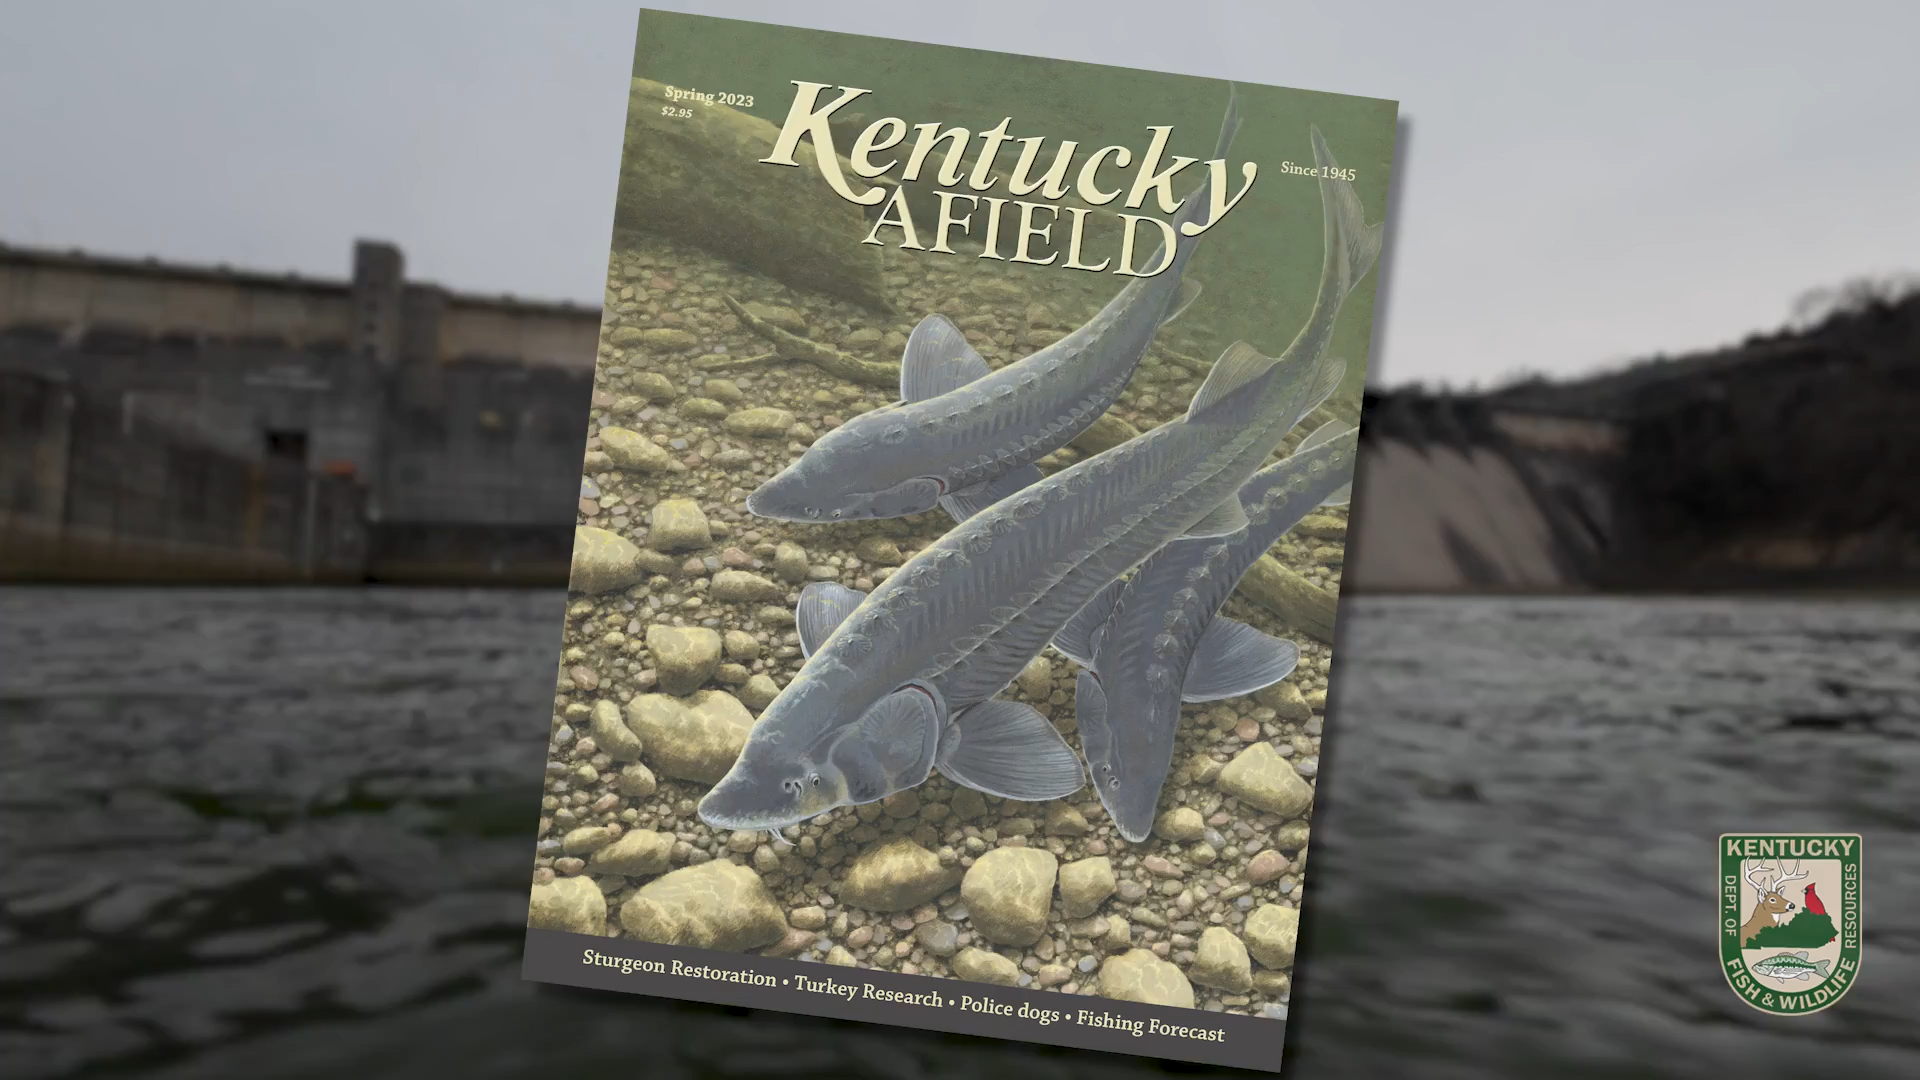 Spring 2023
$2.95
Kentucky
AFIELD
Since 1945
Sturgeon Restoration • Turkey Research • Police dogs • Fishing Forecast
KENTUCKY
DEPT. OF
FISH & WILDLIFE
RESOURCES